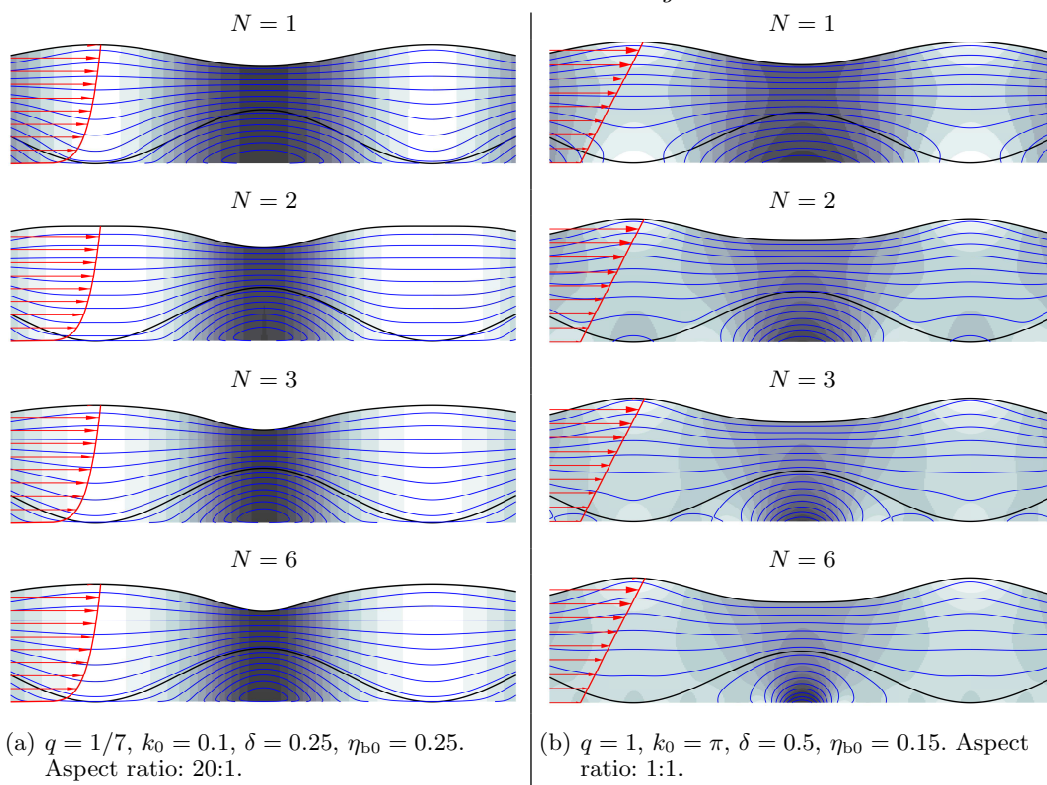 N = 1
N = 2
N = 3
N = 6
(a) q = 1/7, k₀ = 0.1, δ = 0.25, η_b0 = 0.25.
Aspect ratio: 20:1.
N = 1
N = 2
N = 3
N = 6
(b) q = 1, k₀ = π, δ = 0.5, η_b0 = 0.15. Aspect
ratio: 1:1.